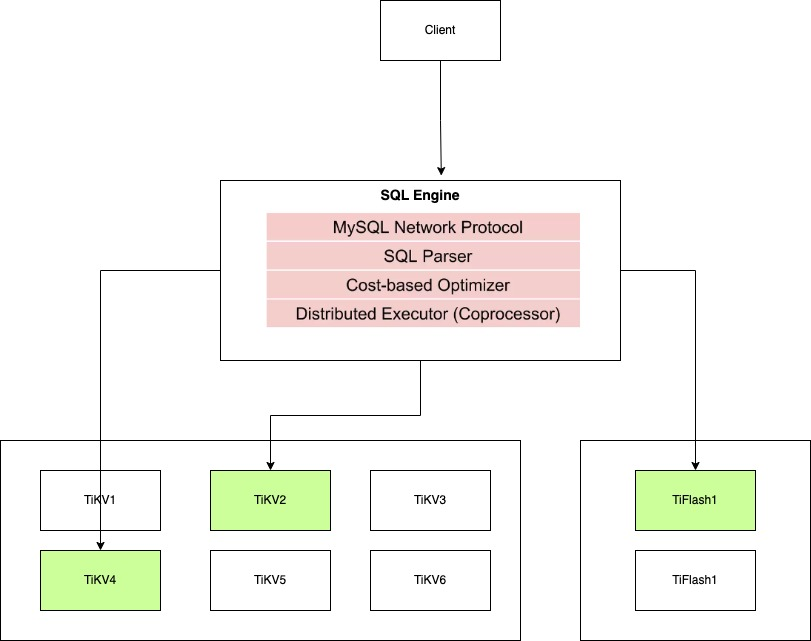 Client
SQL Engine
MySQL Network Protocol
SQL Parser
Cost-based Optimizer
Distributed Executor (Coprocessor)
TiKV1
TiKV2
TiKV3
TiFlash1
TiKV4
TiKV5
TiKV6
TiFlash1